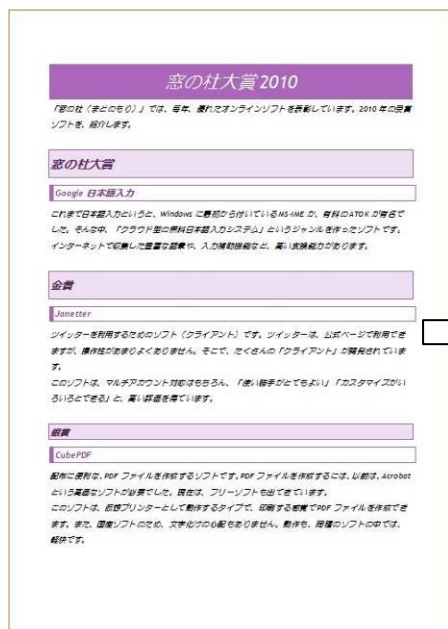 窓の杜大賞 2010
「窓の杜（まどのもり）」では、毎年、優れたオンラインソフトを表彰しています。2010 年の受賞
ソフトを、紹介します。
窓の杜大賞
Google 日本語入力
これまで日本語入力というと、Windows に最初から付いているMS-IME か、有料のATOK が有名で
した。そんな中、「クラウド型の無料日本語入力システム」というジャンルを作ったソフトです。
インターネットで収集した豊富な語彙や、入力補助機能など、高い変換能力があります。
金賞
Janetter
ツイッターを利用するためのソフト（クライアント）です。ツイッターは、公式ページで利用でき
ますが、操作性があまりよくありません。そこで、たくさんの「クライアント」が開発されていま
す。
このソフトは、マルチアカウント対応はもちろん、「使い勝手がとてもよい」「カスタマイズがい
ろいろとできる」と、高い評価を得ています。
銀賞
CubePDF
配布に便利な、PDF ファイルを作成するソフトです。PDF ファイルを作成するには、以前は、Acrobat
という高価なソフトが必要でした。現在は、フリーソフトも出てきています。
このソフトは、仮想プリンターとして動作するタイプで、印刷する感覚でPDF ファイルを作成でき
ます。また、国産ソフトのため、文字化けの心配もありません。動作も、同種のソフトの中では、
軽快です。